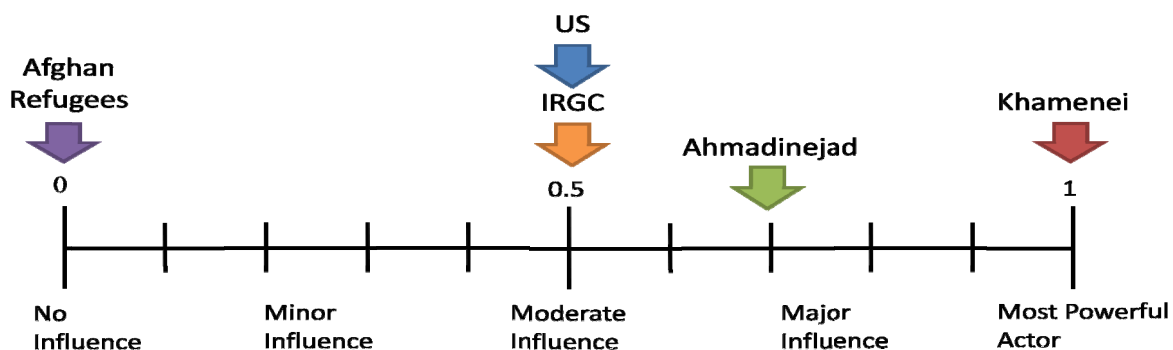 US
Afghan
Refugees
IRGC
Khamenei
Ahmadinejad
0
0.5
1
No
Influence
Minor
Influence
Moderate
Influence
Major
Influence
Most Powerful
Actor